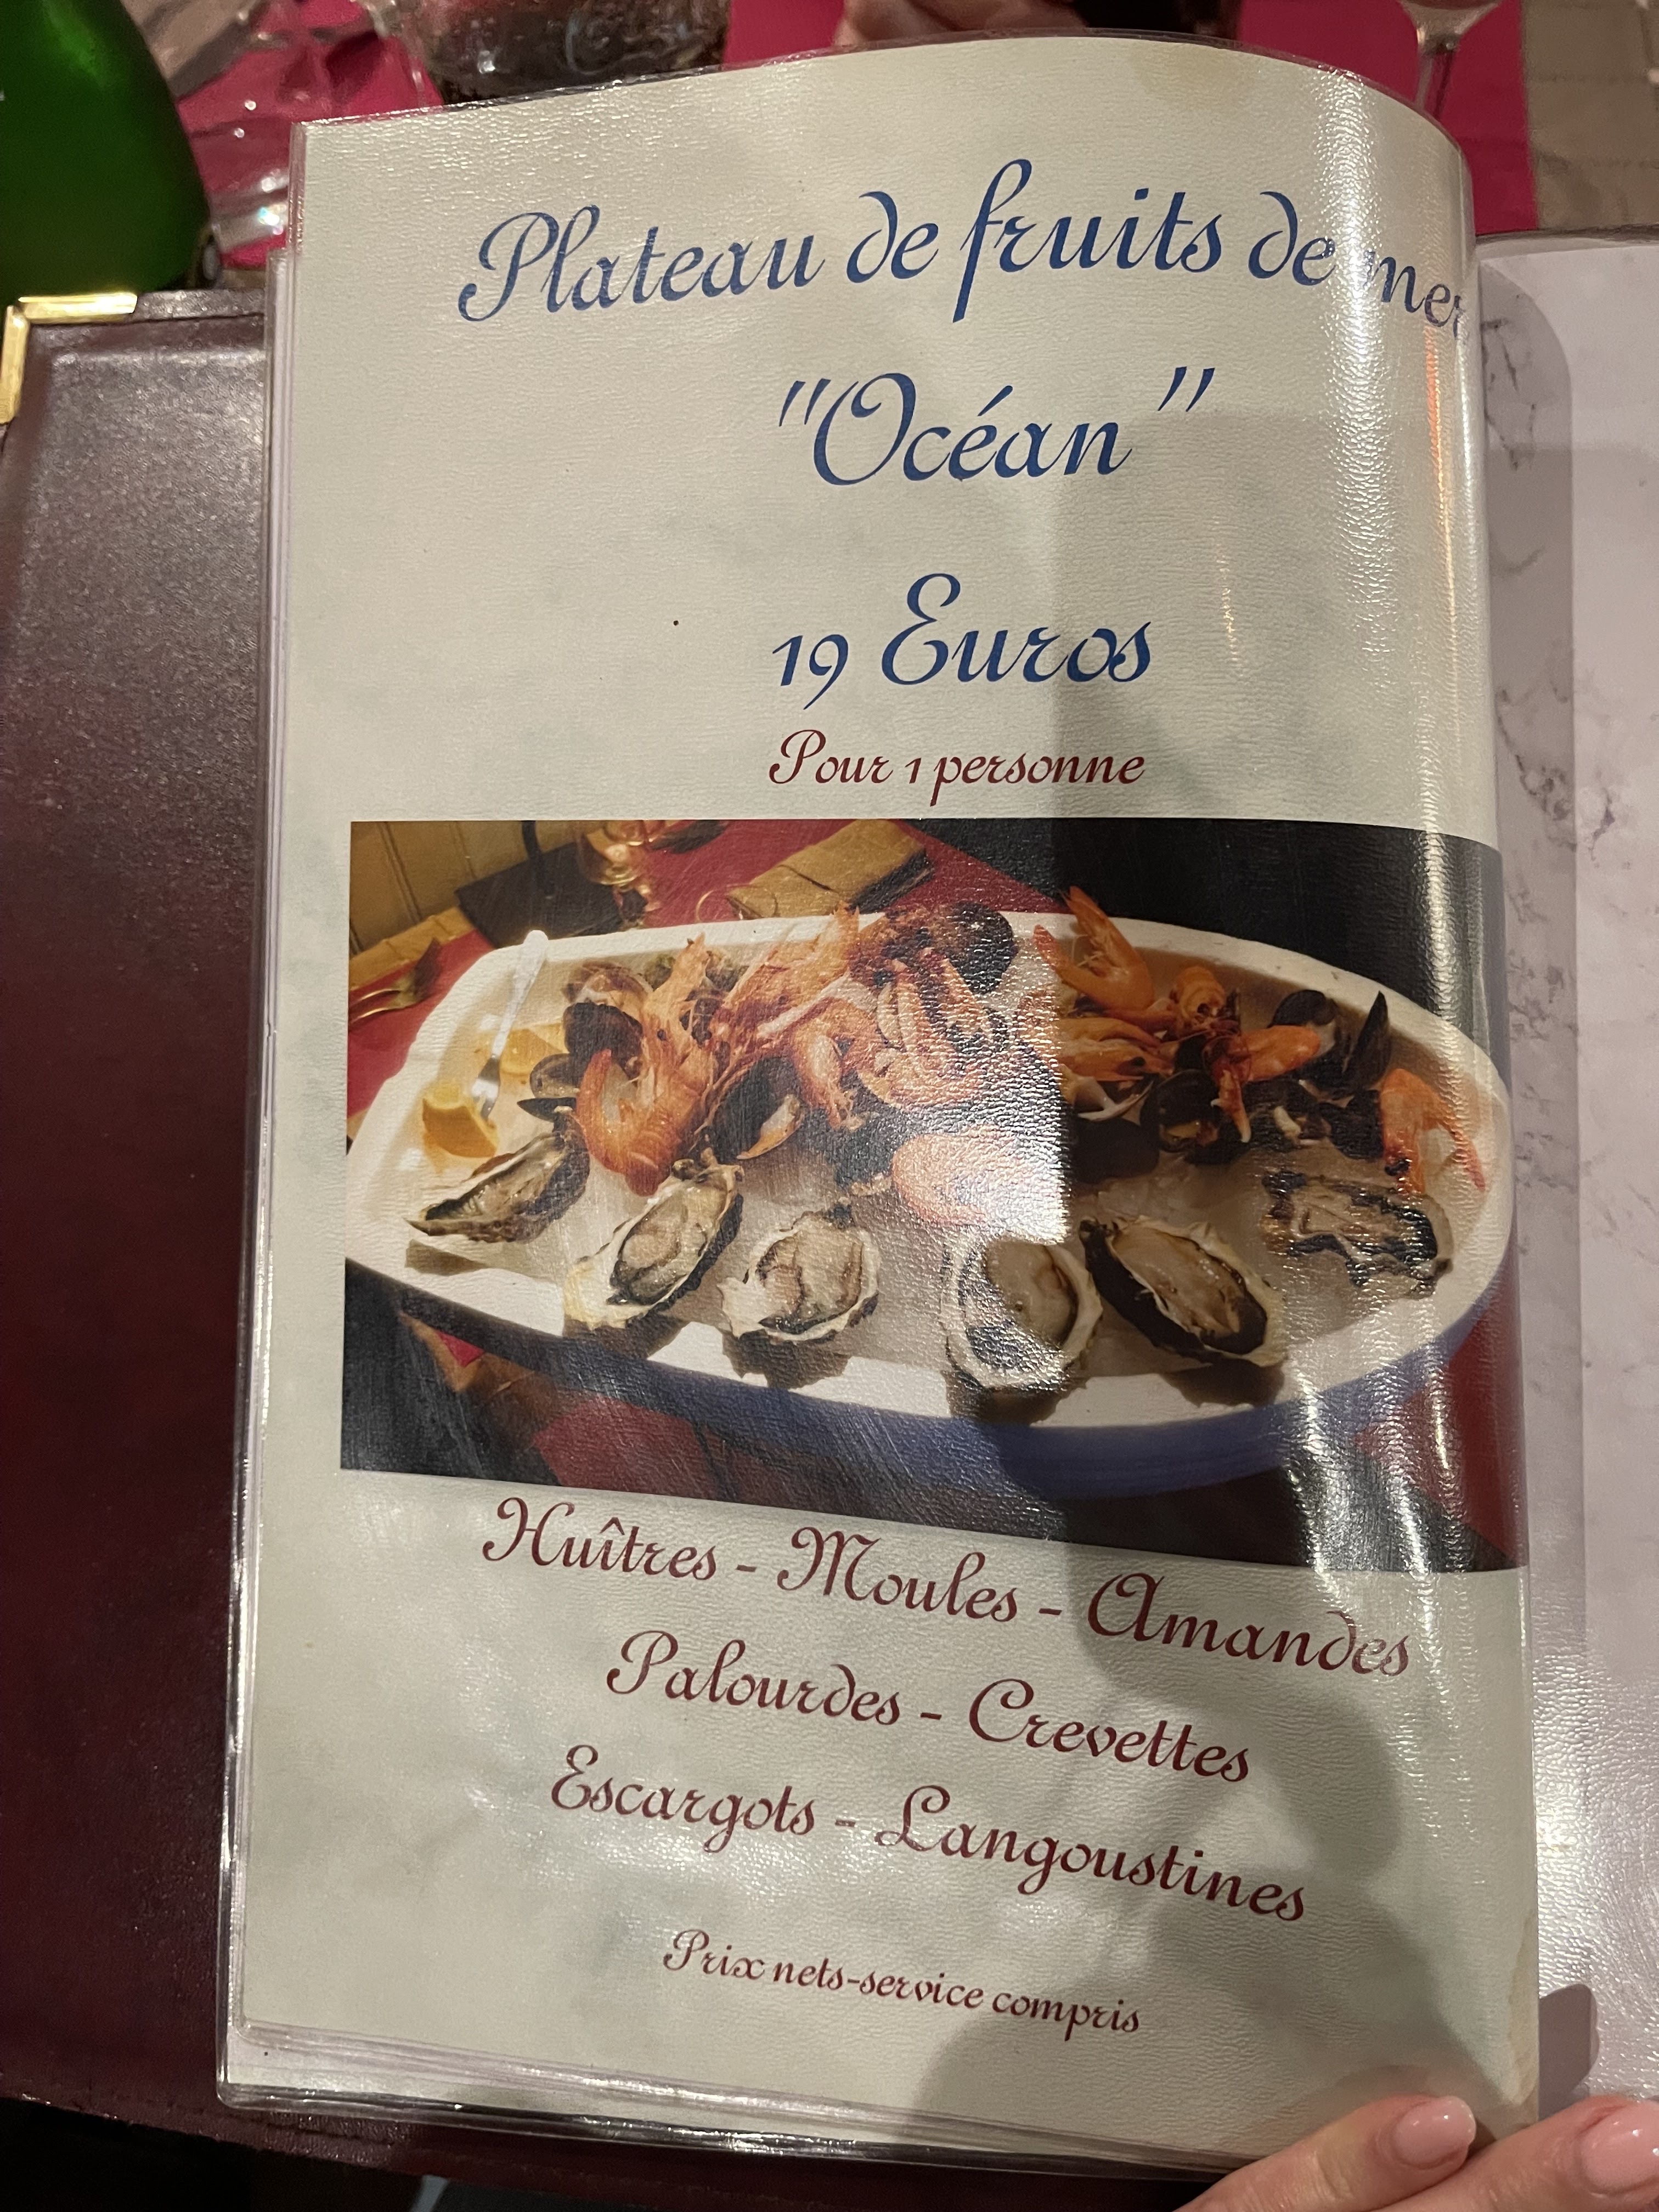 Plateau de fruits de mer
"Océan"
19 Euros
Pour 1 personne
Huîtres - Moules - Amandes
Palourdes - Crevettes
Escargots - Langoustines
Prix nets-service compris